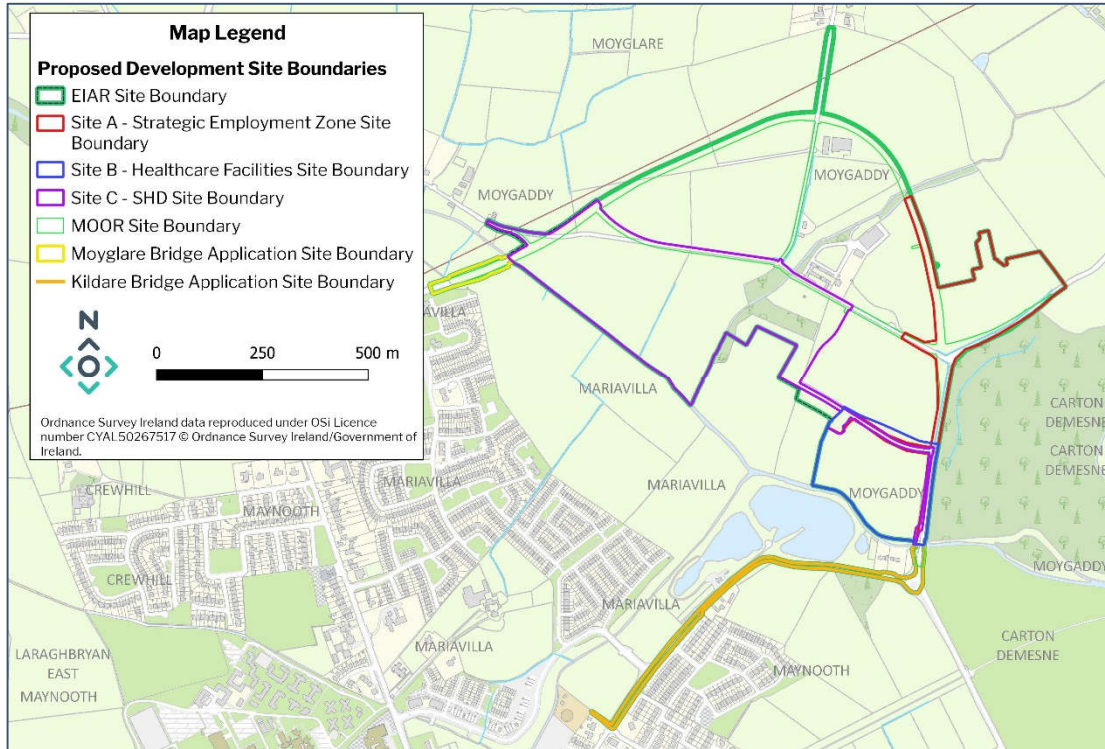 Map Legend
Proposed Development Site Boundaries
EIAR Site Boundary
Site A - Strategic Employment Zone Site
Boundary
Site B - Healthcare Facilities Site Boundary
Site C - SHD Site Boundary
MOOR Site Boundary
Moyglare Bridge Application Site Boundary
Kildare Bridge Application Site Boundary
N
0 250 500 m
Ordnance Survey Ireland data reproduced under OSi Licence
number CYAL50267517 © Ordnance Survey Ireland/Government of
Ireland.
MOYGLARE
MOYGADDY
MOYGADDY
AVILLA
MARIAVILLA
CARTON
DEMESNE
CARTON
DEMESNE
MARIAVILLA
MARIAVILLA
MOYGADDY
CREWHILL
MAYNOOTH
MOYGADDY
CREWHILL
MARIAVILLA
MARIAVILLA
CARTON
DEMESNE
LARAGHBRYAN
EAST
MAYNOOTH
MAYNOOTH